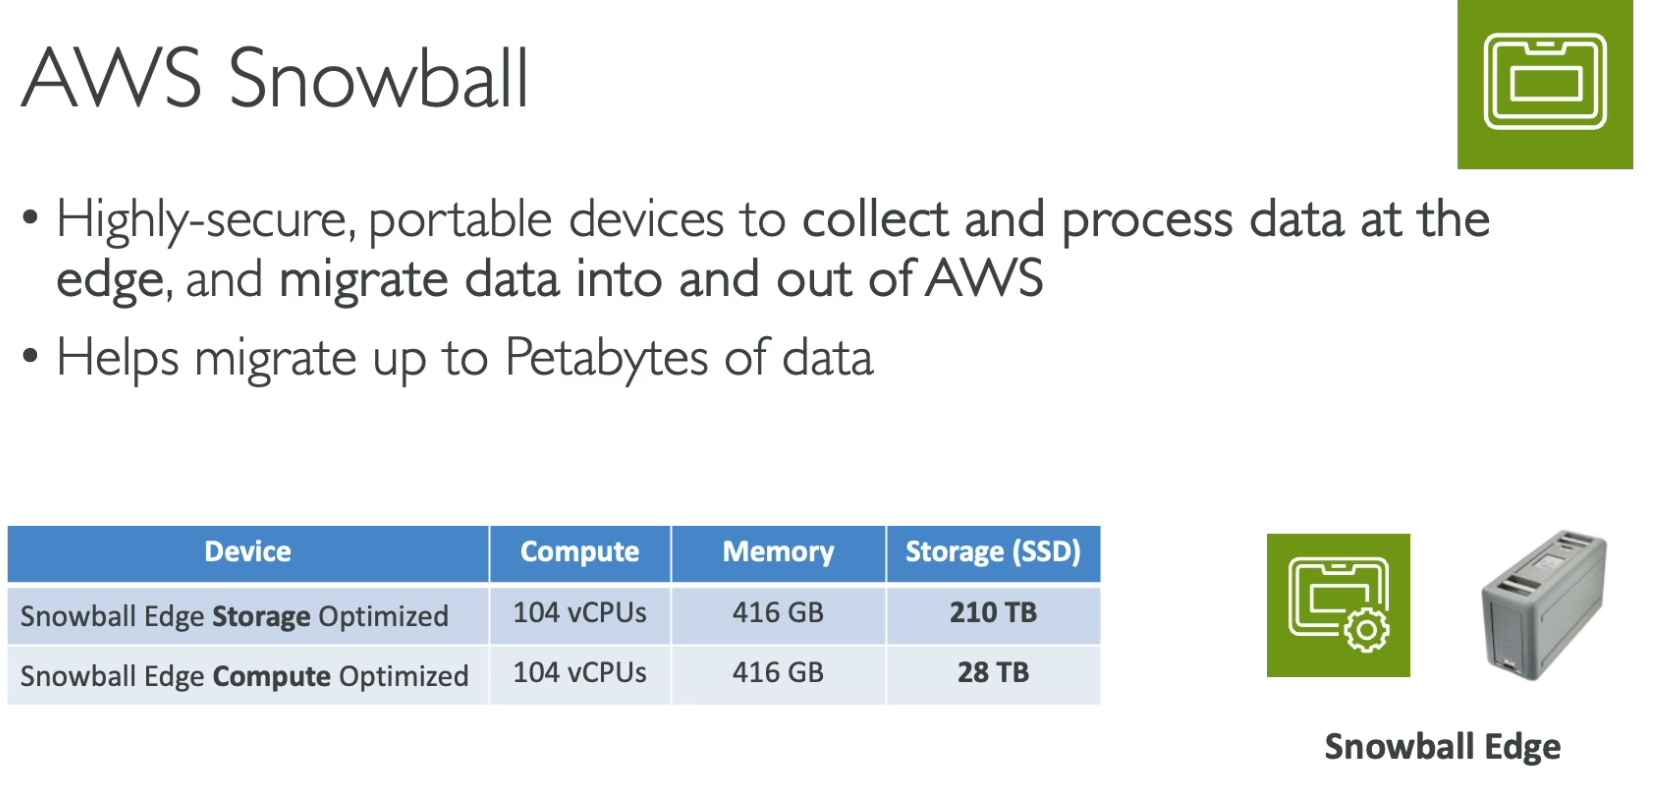 AWS Snowball
• Highly-secure, portable devices to collect and process data at the
edge, and migrate data into and out of AWS
• Helps migrate up to Petabytes of data
Device Compute Memory Storage (SSD)
Snowball Edge Storage Optimized 104 vCPUs 416 GB 210 TB
Snowball Edge Compute Optimized 104 vCPUs 416 GB 28 TB
Snowball Edge